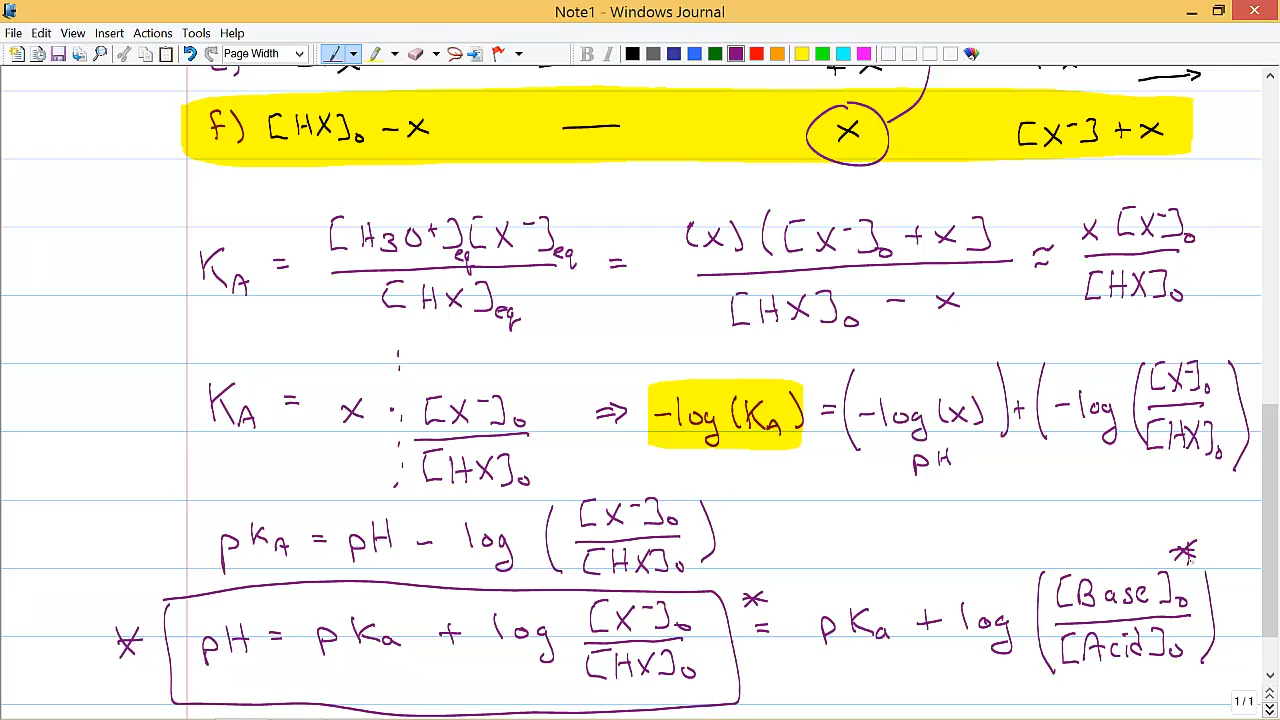 Note1 - Windows Journal
File Edit View Insert Actions Tools Help
Page Width B I
f) [HX]₀ - x — x [X⁻] + x
K_A = [H3O⁺]eq[X⁻]eq / [HX]eq = (x)([X⁻]₀ + x] / [HX]₀ - x ≈ x[X⁻]₀ / [HX]₀
K_A = x · [X⁻]₀ / [HX]₀ ⇒ -log(K_A) = (-log(x)) + (-log([X⁻]₀ / [HX]₀)
pH
pK_A = pH - log([X⁻]₀ / [HX]₀)
* pH = pKa + log [X⁻]₀ / [HX]₀ *= pKa + log([Base]₀ / [Acid]₀) *
1/1